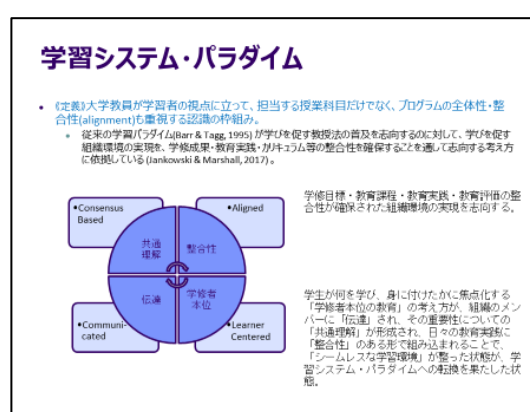 学習システム・パラダイム
• 《定義》大学教員が学習者の視点に立って、担当する授業科目だけでなく、プログラムの全体性・整
合性(alignment)も重視する認識の枠組み。
• 従来の学習パラダイム(Barr & Tagg, 1995) が学びを促す教授法の普及を志向するのに対して、学びを促す
組織環境の実現を、学修成果・教育実践・カリキュラム等の整合性を確保することを通して志向する考え方
に依拠している (Jankowski & Marshall, 2017) 。
•Consensus
Based
•Aligned
共通
理解
整合性
伝達
学修者
本位
•Communi-
cated
•Learner
Centered
学修目標・教育課程・教育実践・教育評価の整
合性が確保された組織環境の実現を志向する。
学生が何を学び、身に付けたかに焦点化する
「学修者本位の教育」の考え方が、組織のメン
バーに「伝達」され、その重要性についての
「共通理解」が形成され、日々の教育実践に
「整合性」のある形で組み込まれることで、
「シームレスな学習環境」が整った状態が、学
習システム・パラダイムへの転換を果たした状
態。